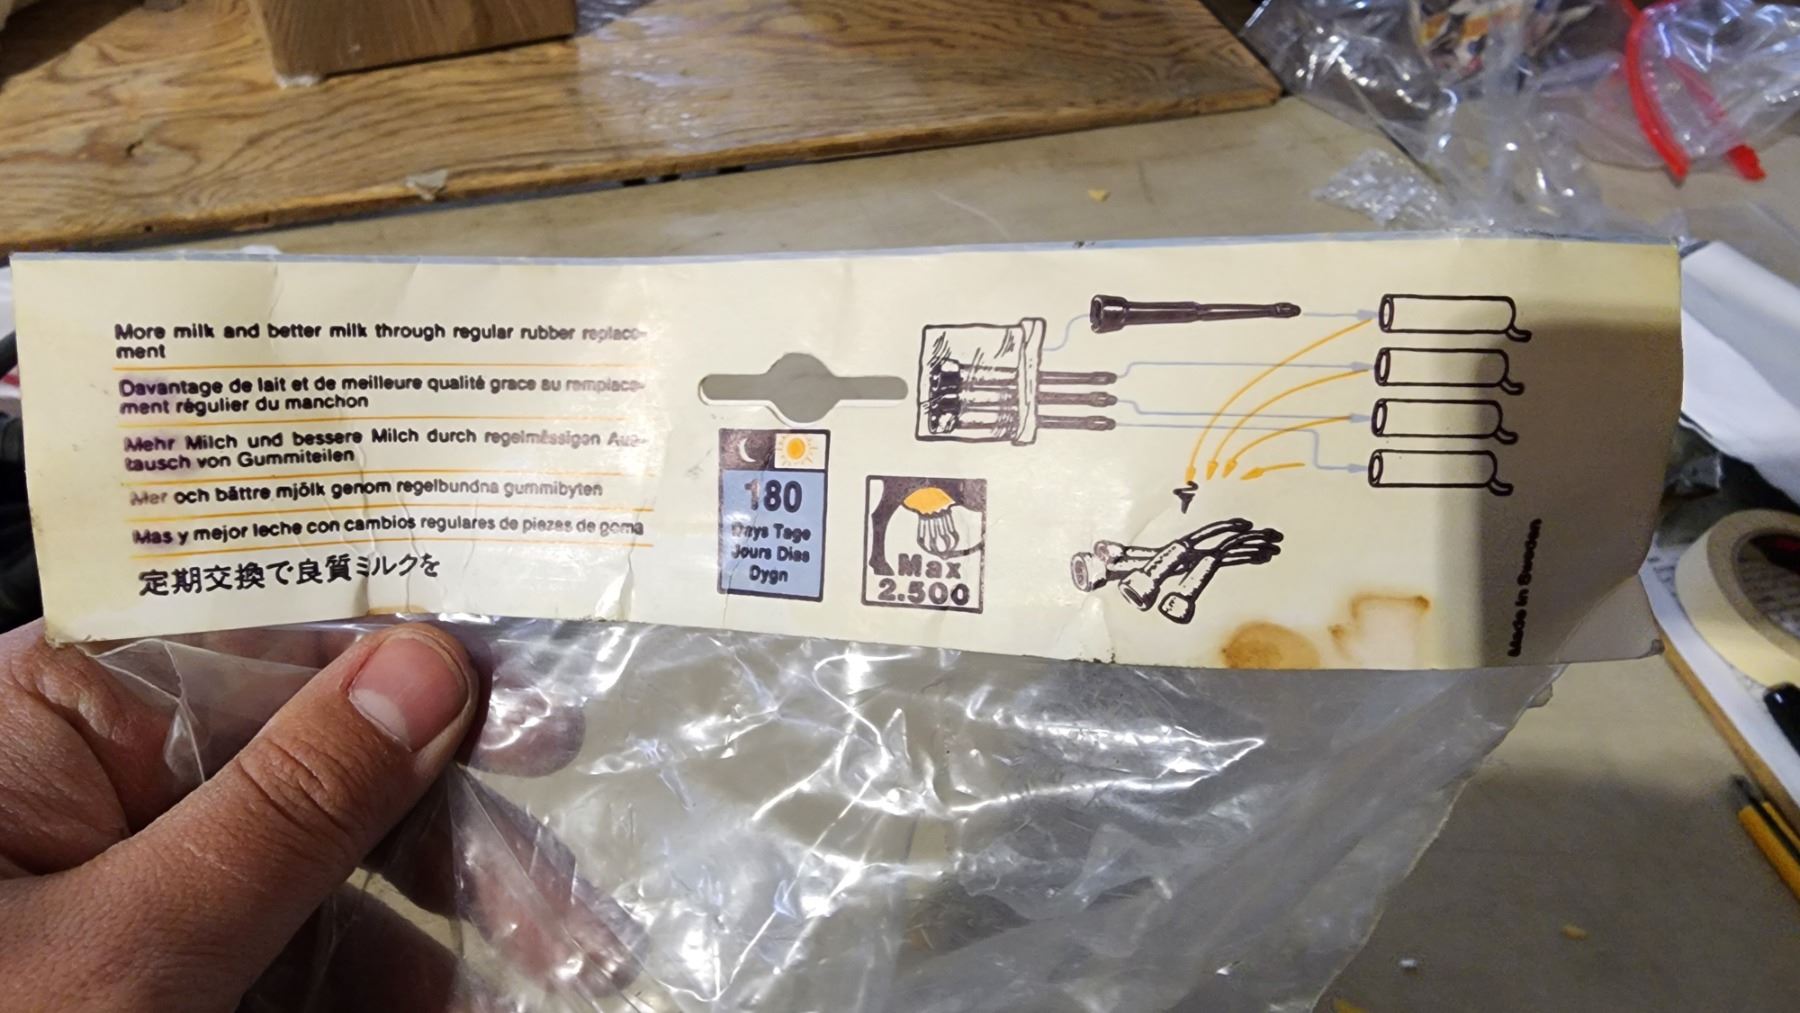 More milk and better milk through regular rubber replace-
ment
Davantage de lait et de meilleure qualité grace au remplace-
ment régulier du manchon
Mehr Milch und bessere Milch durch regelmässigen Aus-
tausch von Gummiteilen
Mer och bättre mjölk genom regelbundna gummibyten
Mas y mejor leche con cambios regulares de piezas de goma
定期交換で良質ミルクを
180
Days Tage
Jours Dias
Dygn
Max
2.500
Made in Sweden